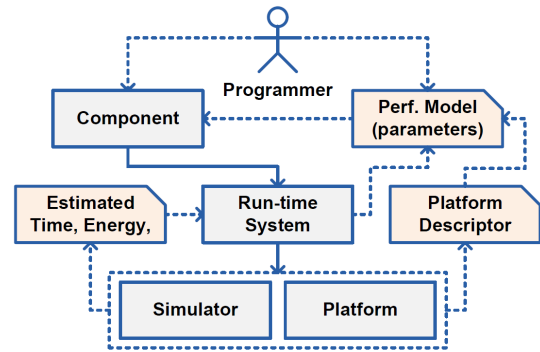 Programmer
Component
Perf. Model
(parameters)
Estimated
Time, Energy,
Run-time
System
Platform
Descriptor
Simulator
Platform